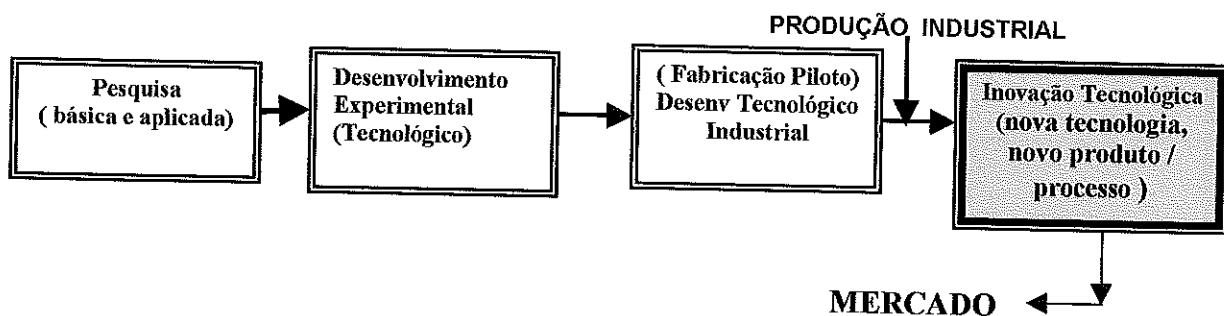 PRODUÇÃO INDUSTRIAL
Pesquisa
( básica e aplicada)
Desenvolvimento
Experimental
(Tecnológico)
( Fabricação Piloto)
Desenv Tecnológico
Industrial
Inovação Tecnológica
(nova tecnologia,
novo produto /
processo )
MERCADO